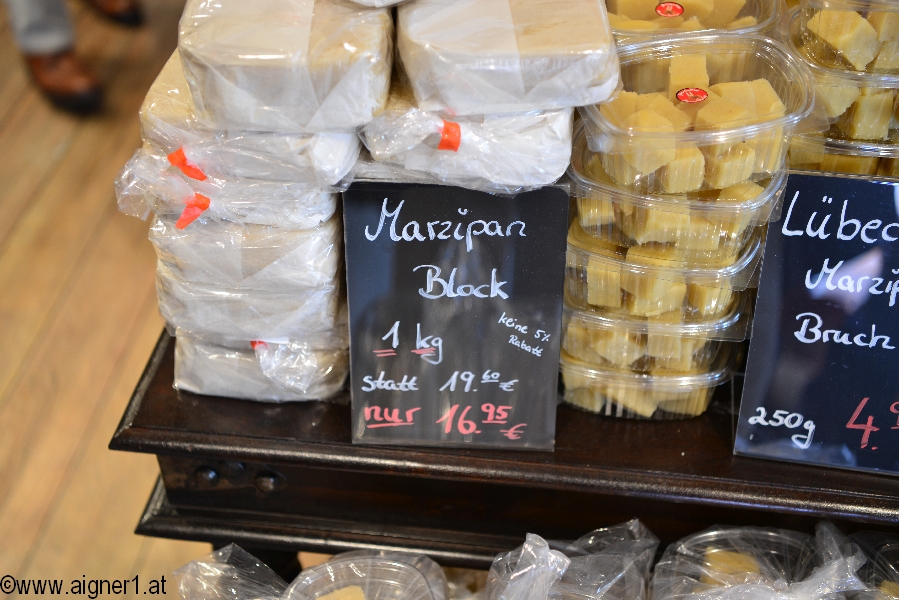 Marzipan
Block
1 kg
keine 5%
Rabatt
statt 19.60 €
nur 16.95 €
Marzip
Bruch
250g
4.
©www.aigner1.at